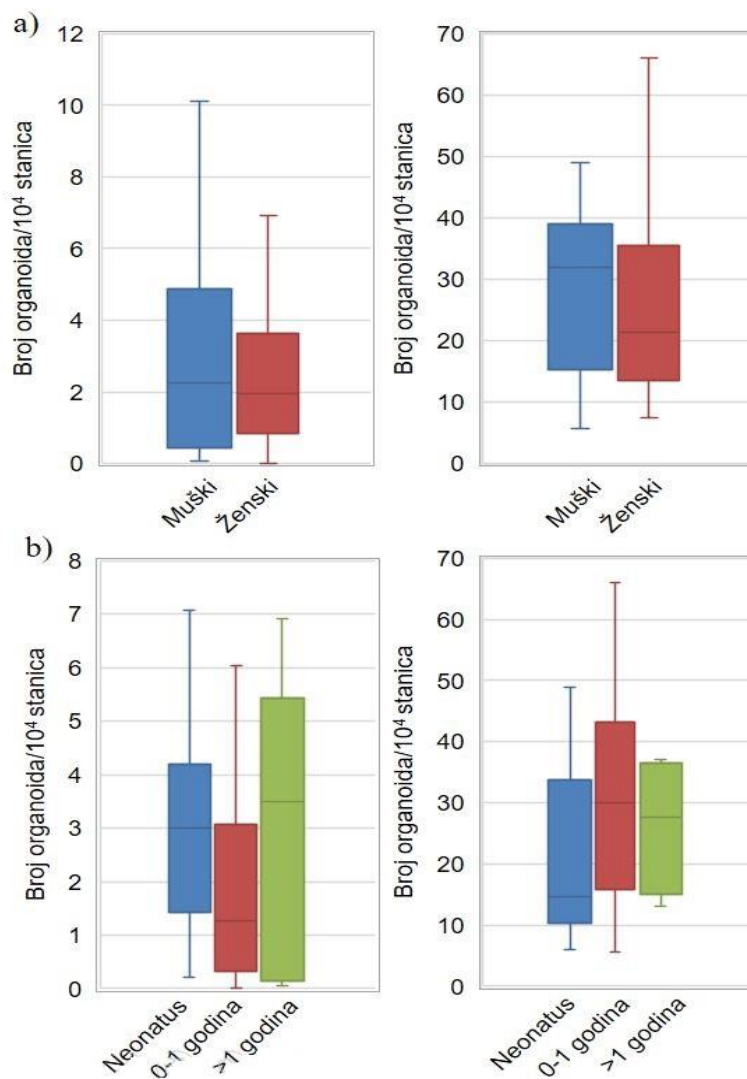 a)
Broj organoida/10⁴ stanica
12
10
8
6
4
2
0
Muški
Ženski
Broj organoida/10⁴ stanica
70
60
50
40
30
20
10
0
Muški
Ženski
b)
Broj organoida/10⁴ stanica
8
7
6
5
4
3
2
1
0
Neonatus
0-1 godina
>1 godina
Broj organoida/10⁴ stanica
70
60
50
40
30
20
10
0
Neonatus
0-1 godina
>1 godina